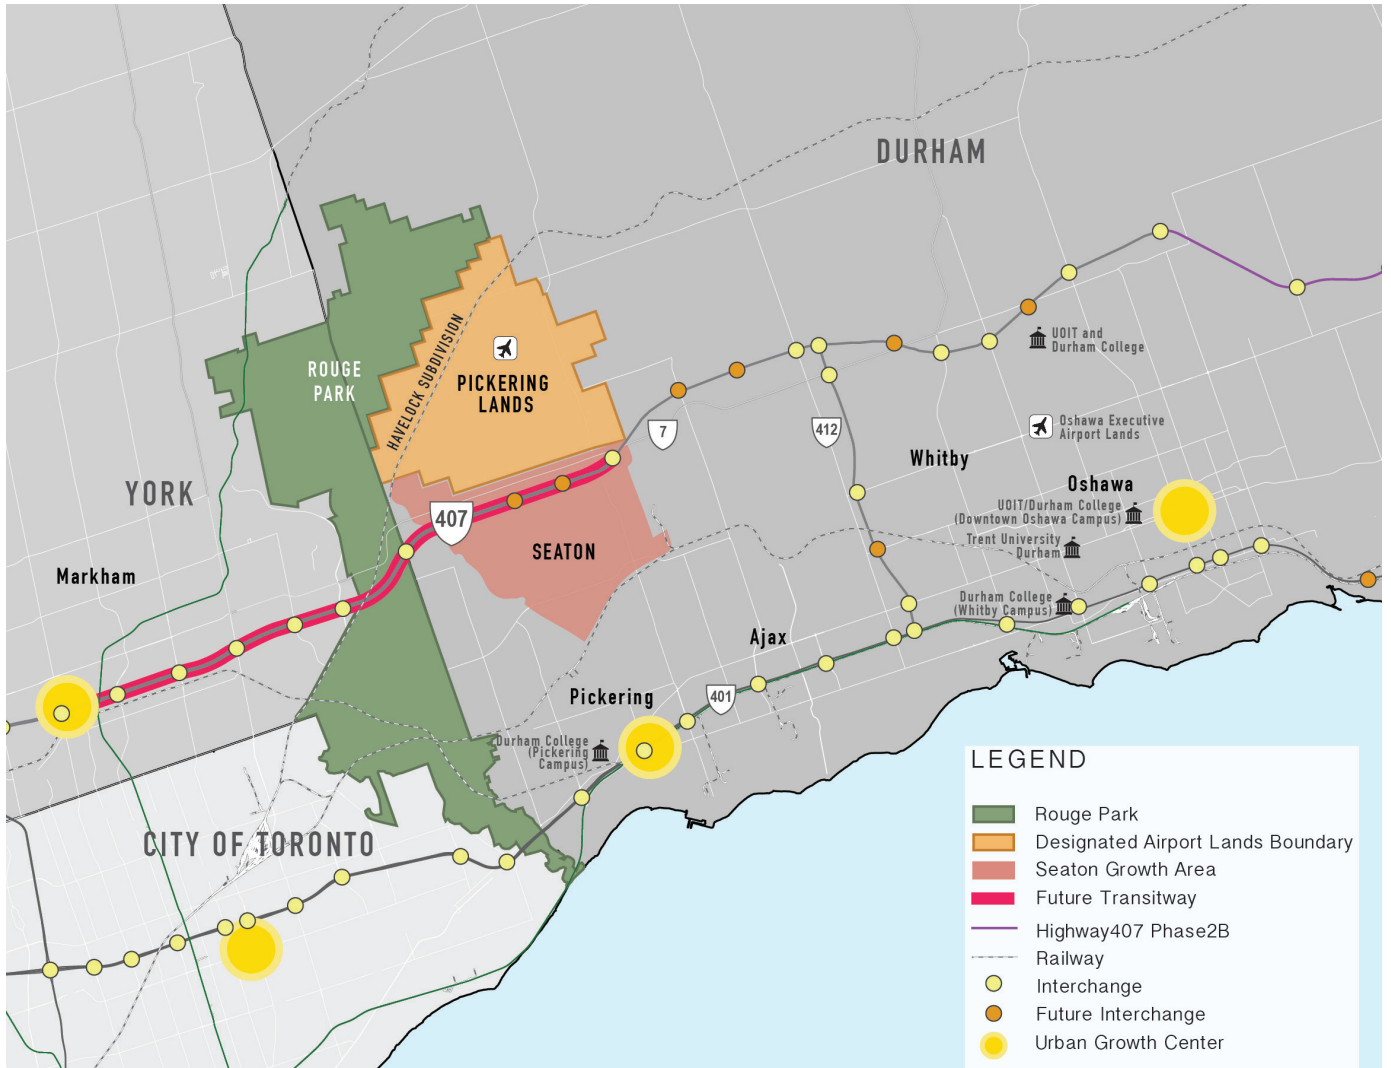 DURHAM
UOIT and
Durham College
ROUGE
PARK
HAVELOCK SUBDIVISION
PICKERING
LANDS
7
412
Oshawa Executive
Airport Lands
Whitby
YORK
Oshawa
407
UOIT/Durham College
(Downtown Oshawa Campus)
SEATON
Trent University
Durham
Markham
Durham College
(Whitby Campus)
Ajax
Pickering
401
Durham College
(Pickering
Campus)
CITY OF TORONTO
LEGEND
Rouge Park
Designated Airport Lands Boundary
Seaton Growth Area
Future Transitway
Highway407 Phase2B
Railway
Interchange
Future Interchange
Urban Growth Center